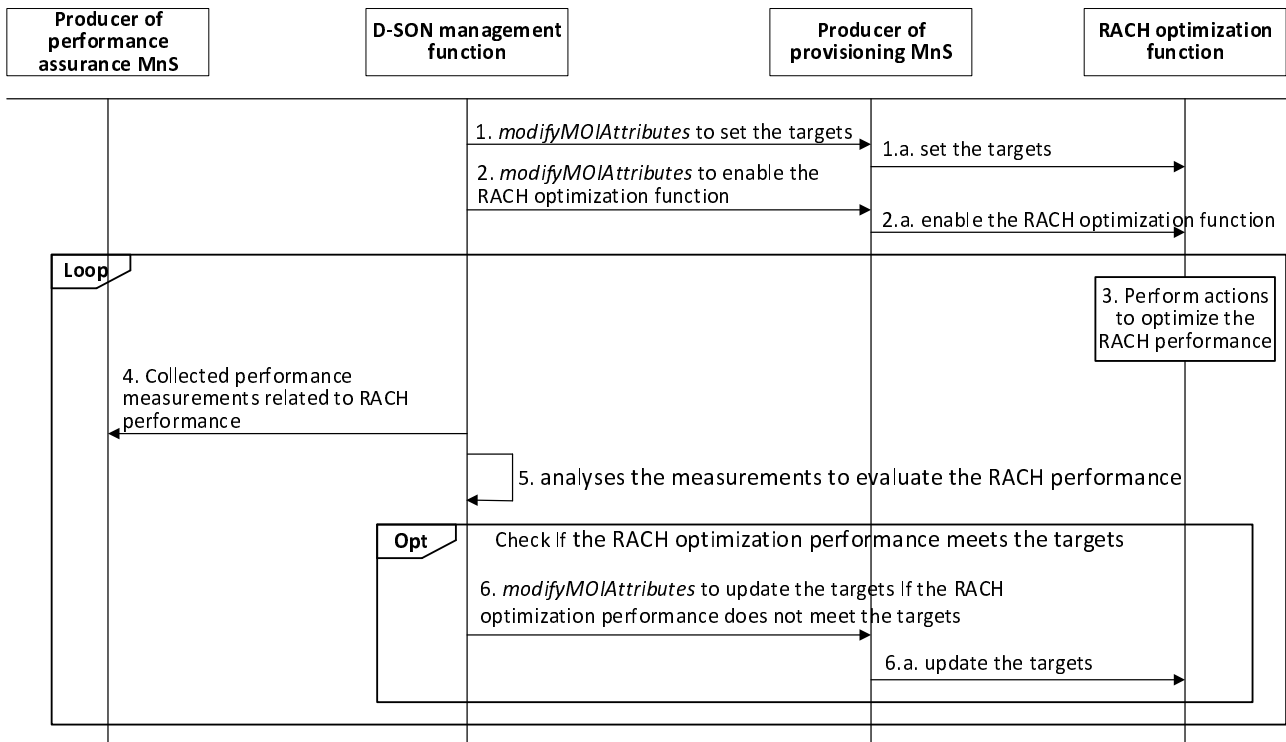 Producer of
performance
assurance MnS
D-SON management
function
Producer of
provisioning MnS
RACH optimization
function
1. modifyMOIAttributes to set the targets
1.a. set the targets
2. modifyMOIAttributes to enable the
RACH optimization function
2.a. enable the RACH optimization function
Loop
3. Perform actions
to optimize the
RACH performance
4. Collected performance
measurements related to RACH
performance
5. analyses the measurements to evaluate the RACH performance
Opt
Check If the RACH optimization performance meets the targets
6. modifyMOIAttributes to update the targets If the RACH
optimization performance does not meet the targets
6.a. update the targets